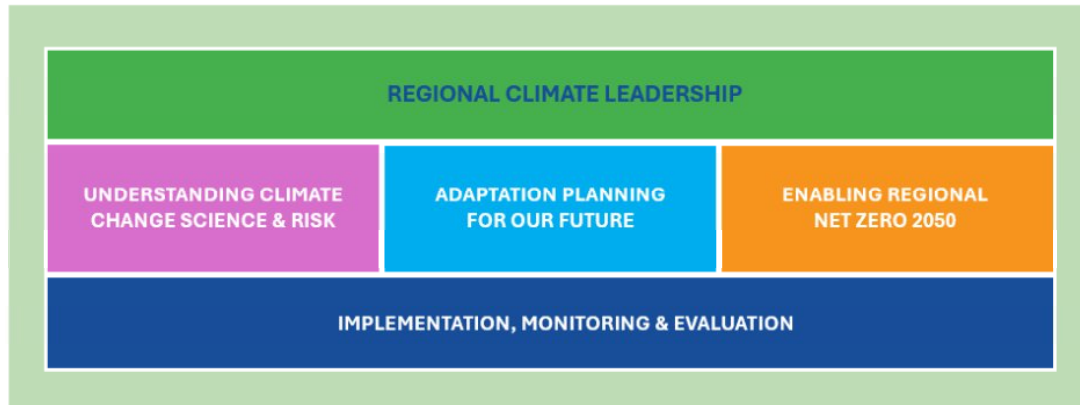 REGIONAL CLIMATE LEADERSHIP
UNDERSTANDING CLIMATE
CHANGE SCIENCE & RISK
ADAPTATION PLANNING
FOR OUR FUTURE
ENABLING REGIONAL
NET ZERO 2050
IMPLEMENTATION, MONITORING & EVALUATION